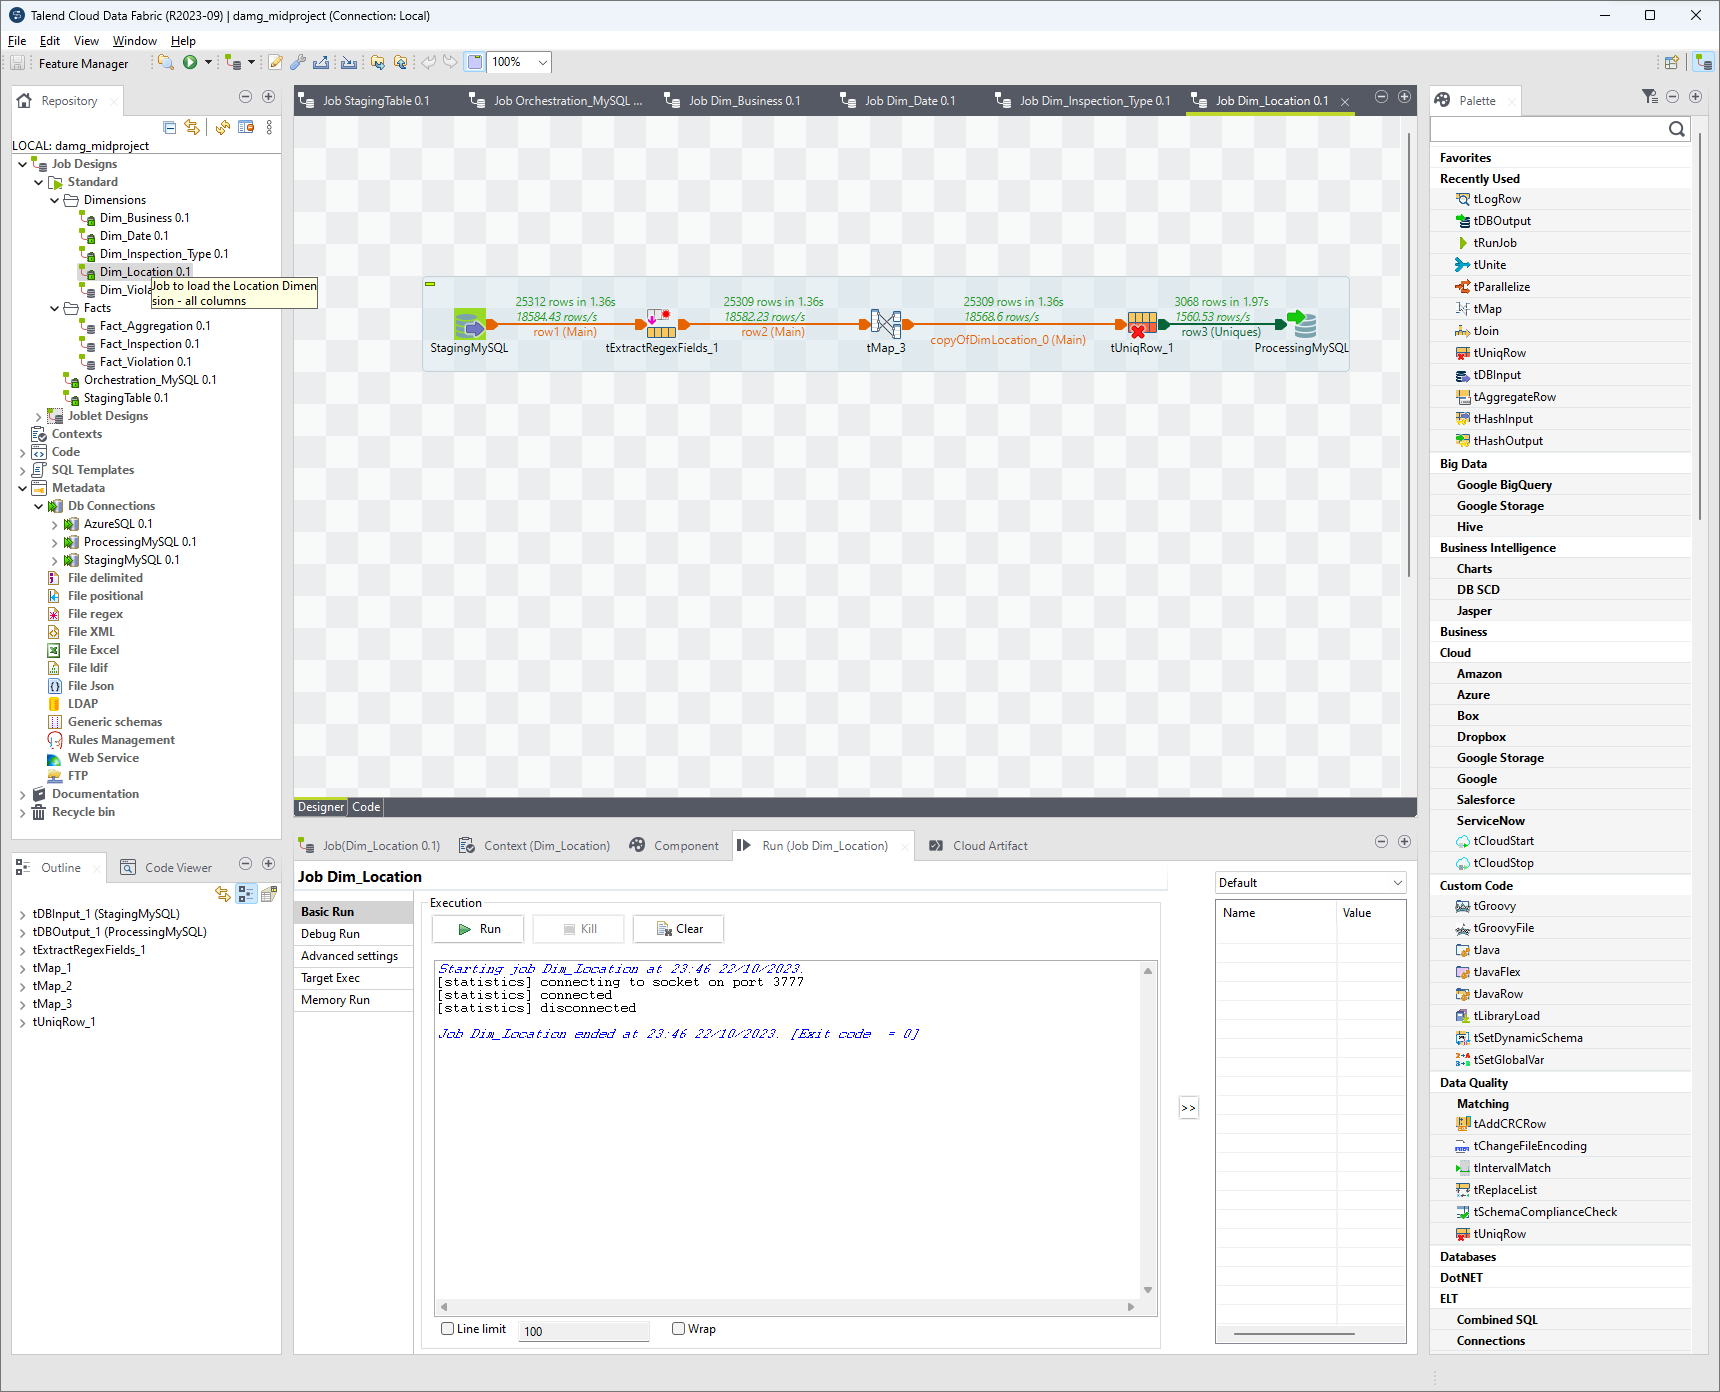 Talend Cloud Data Fabric (R2023-09) | damg_midproject (Connection: Local)
File Edit View Window Help
Feature Manager
100%
Repository
LOCAL: damg_midproject
Job Designs
Standard
Dimensions
Dim_Business 0.1
Dim_Date 0.1
Dim_Inspection_Type 0.1
Dim_Location 0.1
Dim_Viola
Job to load the Location Dimen
sion - all columns
Facts
Fact_Aggregation 0.1
Fact_Inspection 0.1
Fact_Violation 0.1
Orchestration_MySQL 0.1
StagingTable 0.1
Joblet Designs
Contexts
Code
SQL Templates
Metadata
Db Connections
AzureSQL 0.1
ProcessingMySQL 0.1
StagingMySQL 0.1
File delimited
File positional
File regex
File XML
File Excel
File ldif
File Json
LDAP
Generic schemas
Rules Management
Web Service
FTP
Documentation
Recycle bin
Outline
Code Viewer
tDBInput_1 (StagingMySQL)
tDBOutput_1 (ProcessingMySQL)
tExtractRegexFields_1
tMap_1
tMap_2
tMap_3
tUniqRow_1
Job StagingTable 0.1
Job Orchestration_MySQL ...
Job Dim_Business 0.1
Job Dim_Date 0.1
Job Dim_Inspection_Type 0.1
Job Dim_Location 0.1
25312 rows in 1.36s
18584.43 rows/s
row1 (Main)
25309 rows in 1.36s
18582.23 rows/s
row2 (Main)
25309 rows in 1.36s
18568.6 rows/s
copyOfDimLocation_0 (Main)
3068 rows in 1.97s
1560.53 rows/s
row3 (Uniques)
StagingMySQL
tExtractRegexFields_1
tMap_3
tUniqRow_1
ProcessingMySQL
Designer
Code
Job(Dim_Location 0.1)
Context (Dim_Location)
Component
Run (Job Dim_Location)
Cloud Artifact
Job Dim_Location
Basic Run
Debug Run
Advanced settings
Target Exec
Memory Run
Execution
Run
Kill
Clear
Starting job Dim_Location at 23:46 22/10/2023.
[statistics] connecting to socket on port 3777
[statistics] connected
[statistics] disconnected
Job Dim_Location ended at 23:46 22/10/2023. [Exit code  = 0]
Line limit
100
Wrap
>>
Default
Name
Value
Palette
Favorites
Recently Used
tLogRow
tDBOutput
tRunJob
tUnite
tParallelize
tMap
tJoin
tUniqRow
tDBInput
tAggregateRow
tHashInput
tHashOutput
Big Data
Google BigQuery
Google Storage
Hive
Business Intelligence
Charts
DB SCD
Jasper
Business
Cloud
Amazon
Azure
Box
Dropbox
Google Storage
Google
Salesforce
ServiceNow
tCloudStart
tCloudStop
Custom Code
tGroovy
tGroovyFile
tJava
tJavaFlex
tJavaRow
tLibraryLoad
tSetDynamicSchema
tSetGlobalVar
Data Quality
Matching
tAddCRCRow
tChangeFileEncoding
tIntervalMatch
tReplaceList
tSchemaComplianceCheck
tUniqRow
Databases
DotNET
ELT
Combined SQL
Connections